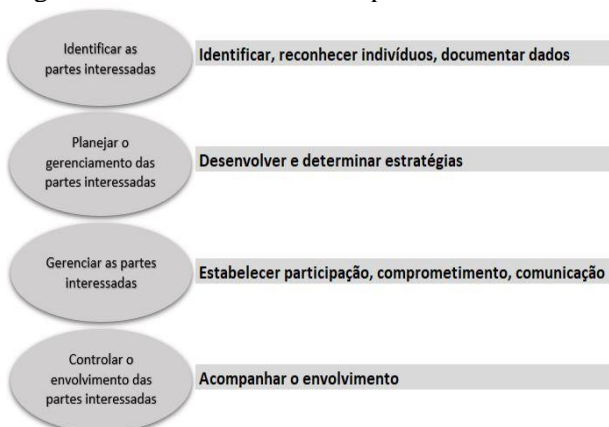 Identificar as
partes interessadas
Identificar, reconhecer indivíduos, documentar dados
Planejar o
gerenciamento das
partes interessadas
Desenvolver e determinar estratégias
Gerenciar as partes
interessadas
Estabelecer participação, comprometimento, comunicação
Controlar o
envolvimento das
partes interessadas
Acompanhar o envolvimento